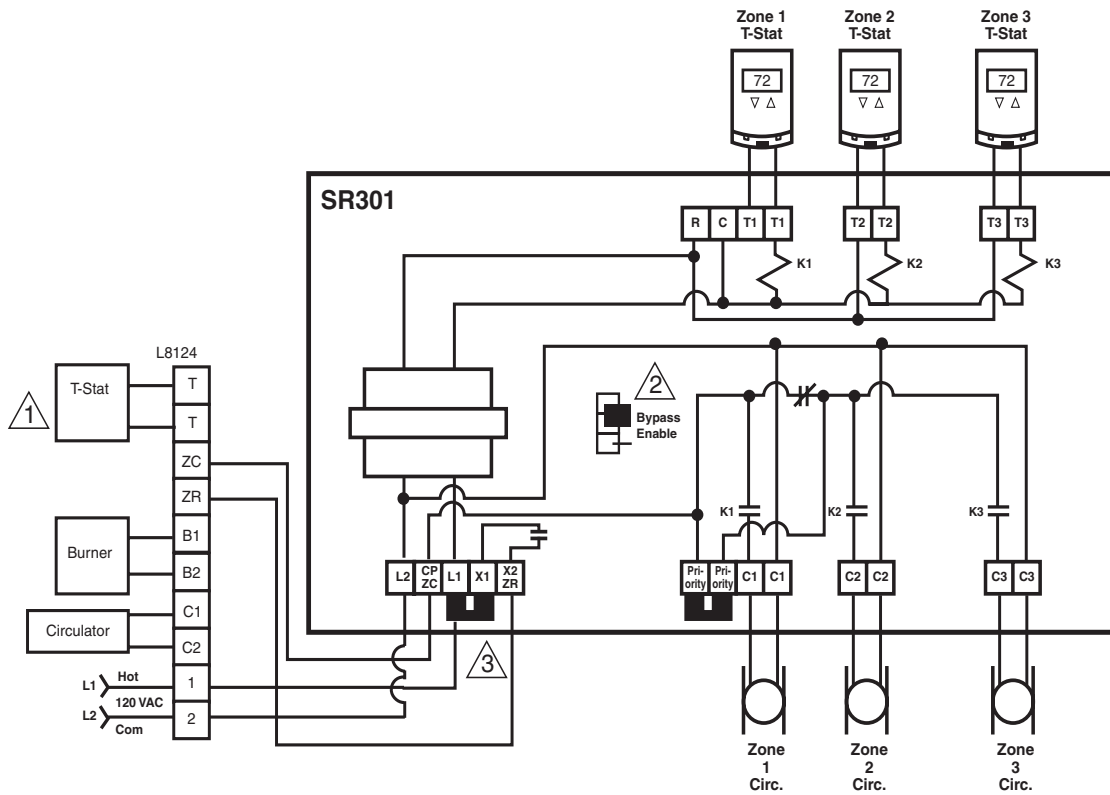 Zone 1
T-Stat
Zone 2
T-Stat
Zone 3
T-Stat
72
72
72
SR301
R
C
T1
T1
T2
T2
T3
T3
K1
K2
K3
L8124
T-Stat
1
T
T
ZC
ZR
B1
B2
C1
C2
1
2
Burner
Circulator
L1
Hot
120 VAC
L2
Com
2
Bypass
Enable
K1
K2
K3
L2
CP
ZC
L1
X1
X2
ZR
Pri-
ority
Pri-
ority
C1
C1
C2
C2
C3
C3
3
Zone
1
Circ.
Zone
2
Circ.
Zone
3
Circ.